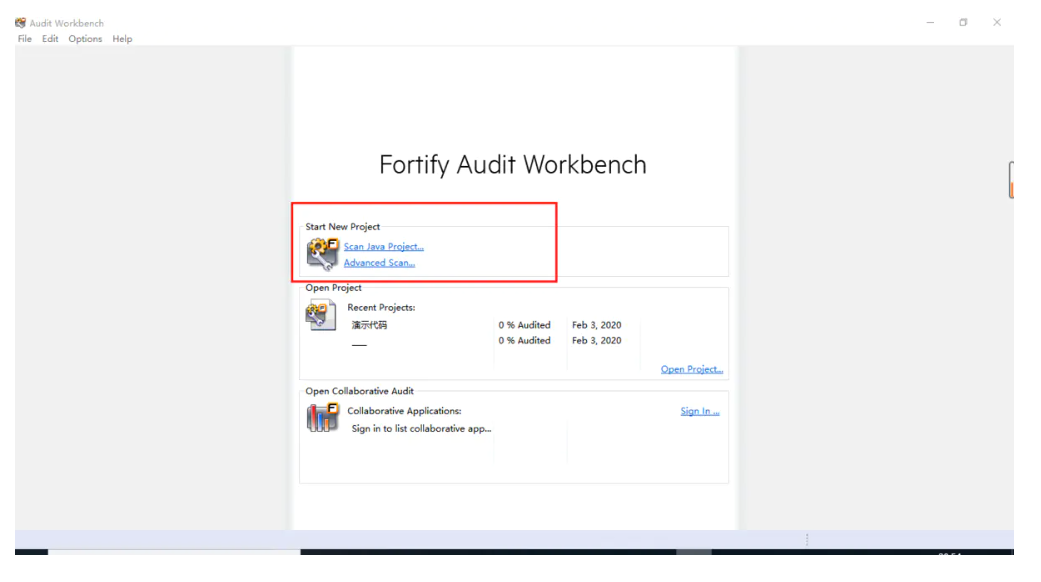 Audit Workbench
File Edit Options Help
Fortify Audit Workbench
Start New Project
Scan Java Project...
Advanced Scan...
Open Project
Recent Projects:
演示代码 0 % Audited Feb 3, 2020
0 % Audited Feb 3, 2020
Open Project...
Open Collaborative Audit
Collaborative Applications: Sign In ...
Sign in to list collaborative app...